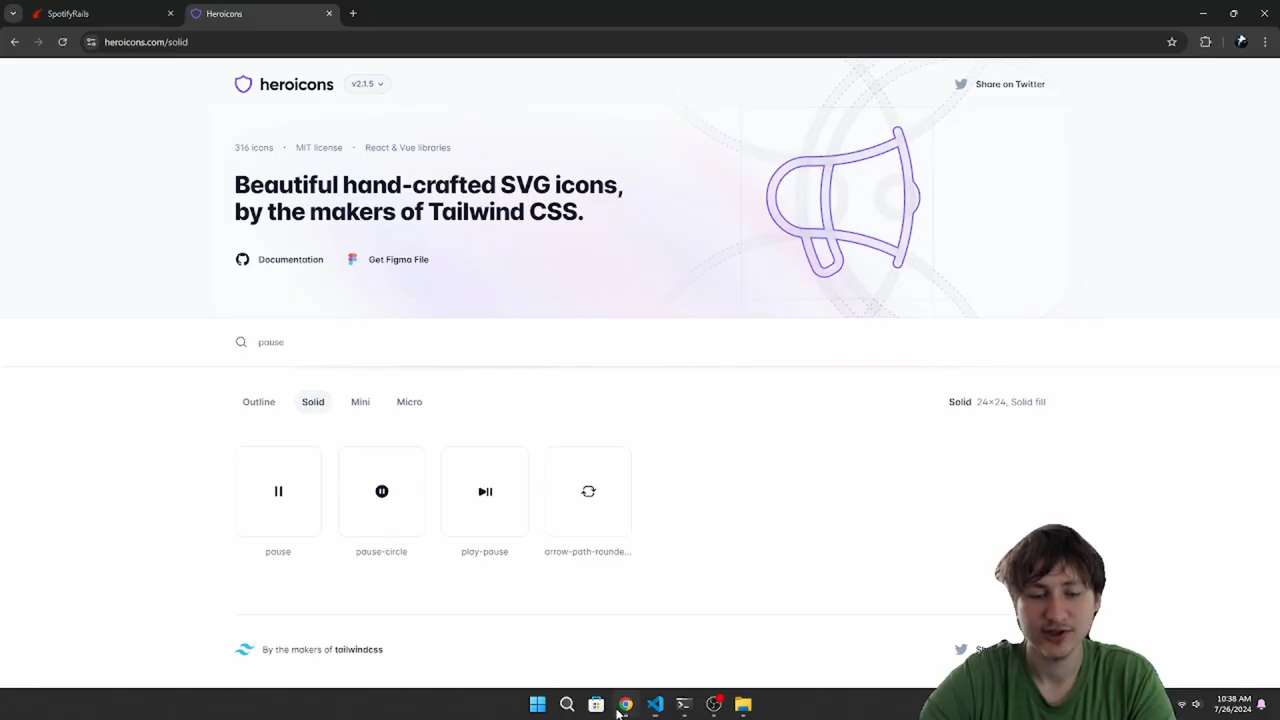 SpotifyRails
Heroicons
heroicons.com/solid
heroicons
v2.1.5
Share on Twitter
316 icons · MIT license · React & Vue libraries
Beautiful hand-crafted SVG icons,
by the makers of Tailwind CSS.
Documentation
Get Figma File
pause
Outline
Solid
Mini
Micro
Solid 24×24, Solid fill
pause
pause-circle
play-pause
arrow-path-rounde...
By the makers of tailwindcss
10:38 AM
7/26/2024